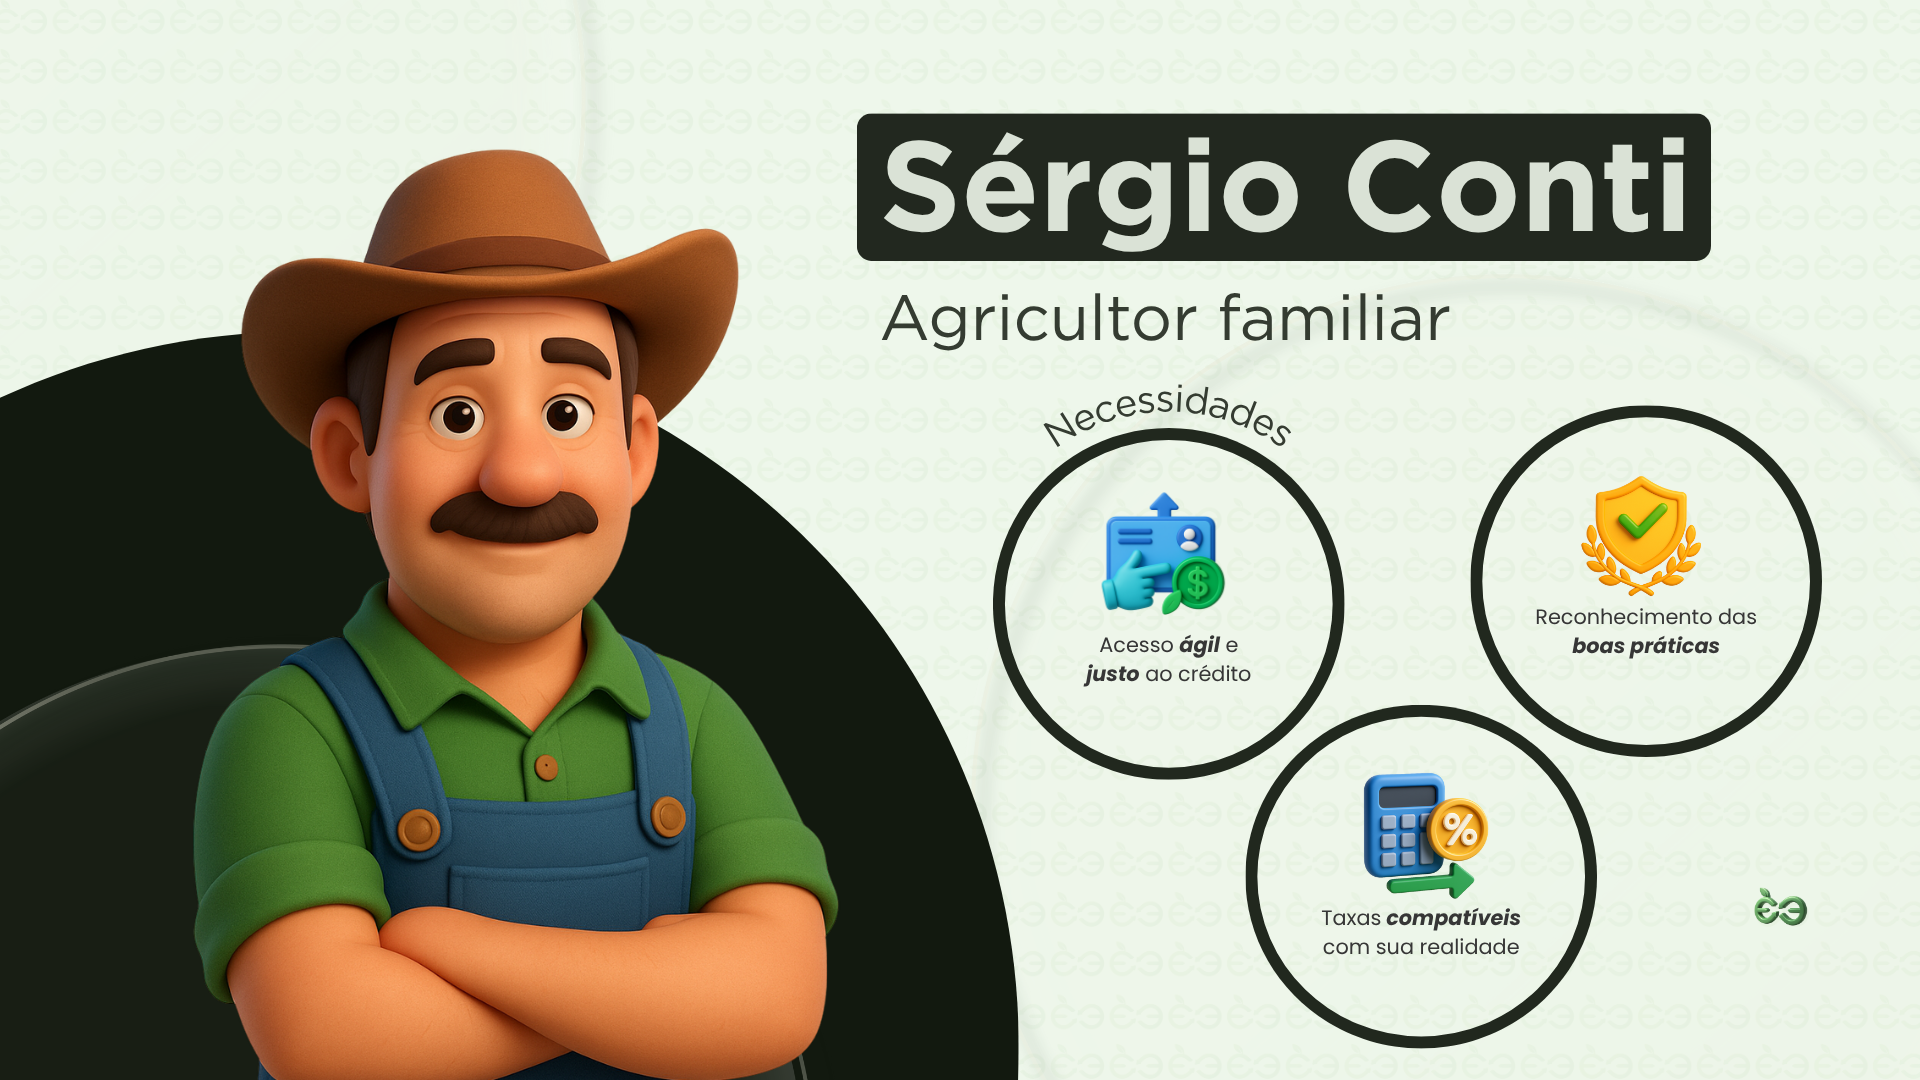 Sérgio Conti
Agricultor familiar
Necessidades
Acesso ágil e
justo ao crédito
Reconhecimento das
boas práticas
Taxas compatíveis
com sua realidade